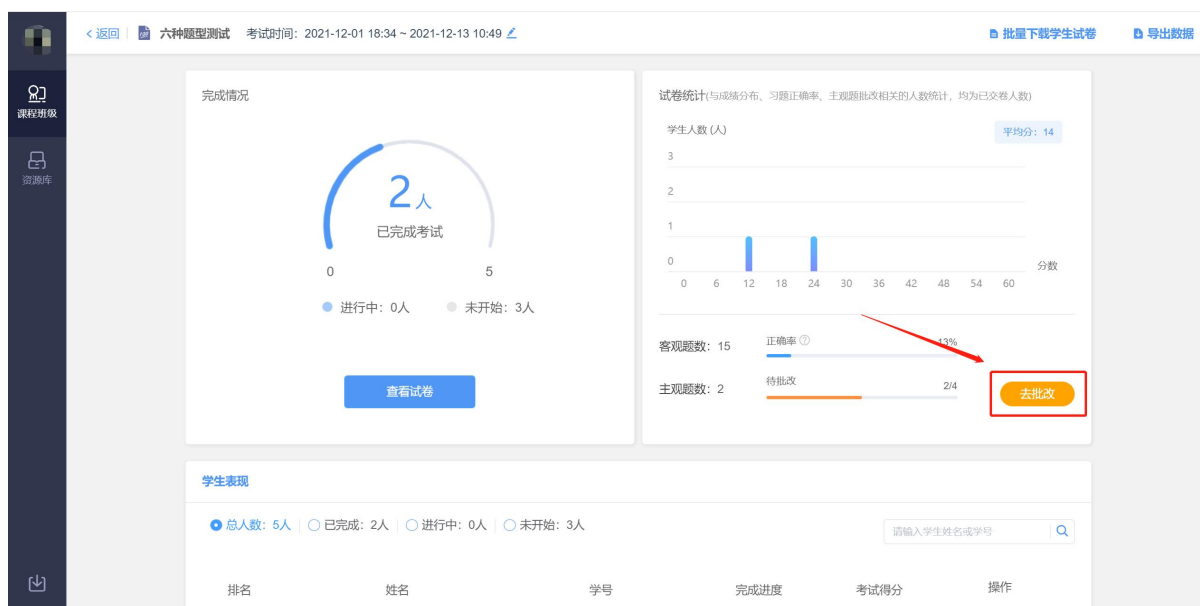 <返回
六种题型测试
考试时间：2021-12-01 18:34 ~ 2021-12-13 10:49
批量下载学生试卷
导出数据
课程班级
资源库
完成情况
2人
已完成考试
0
5
进行中：0人
未开始：3人
查看试卷
试卷统计(与成绩分布、习题正确率、主观题批改相关的人数统计，均为已交卷人数)
学生人数 (人)
平均分：14
3
2
1
0
分数
0 6 12 18 24 30 36 42 48 54 60
客观题数：15
正确率
13%
主观题数：2
待批改
2/4
去批改
学生表现
总人数：5人
已完成：2人
进行中：0人
未开始：3人
请输入学生姓名或学号
排名 姓名 学号 完成进度 考试得分 操作